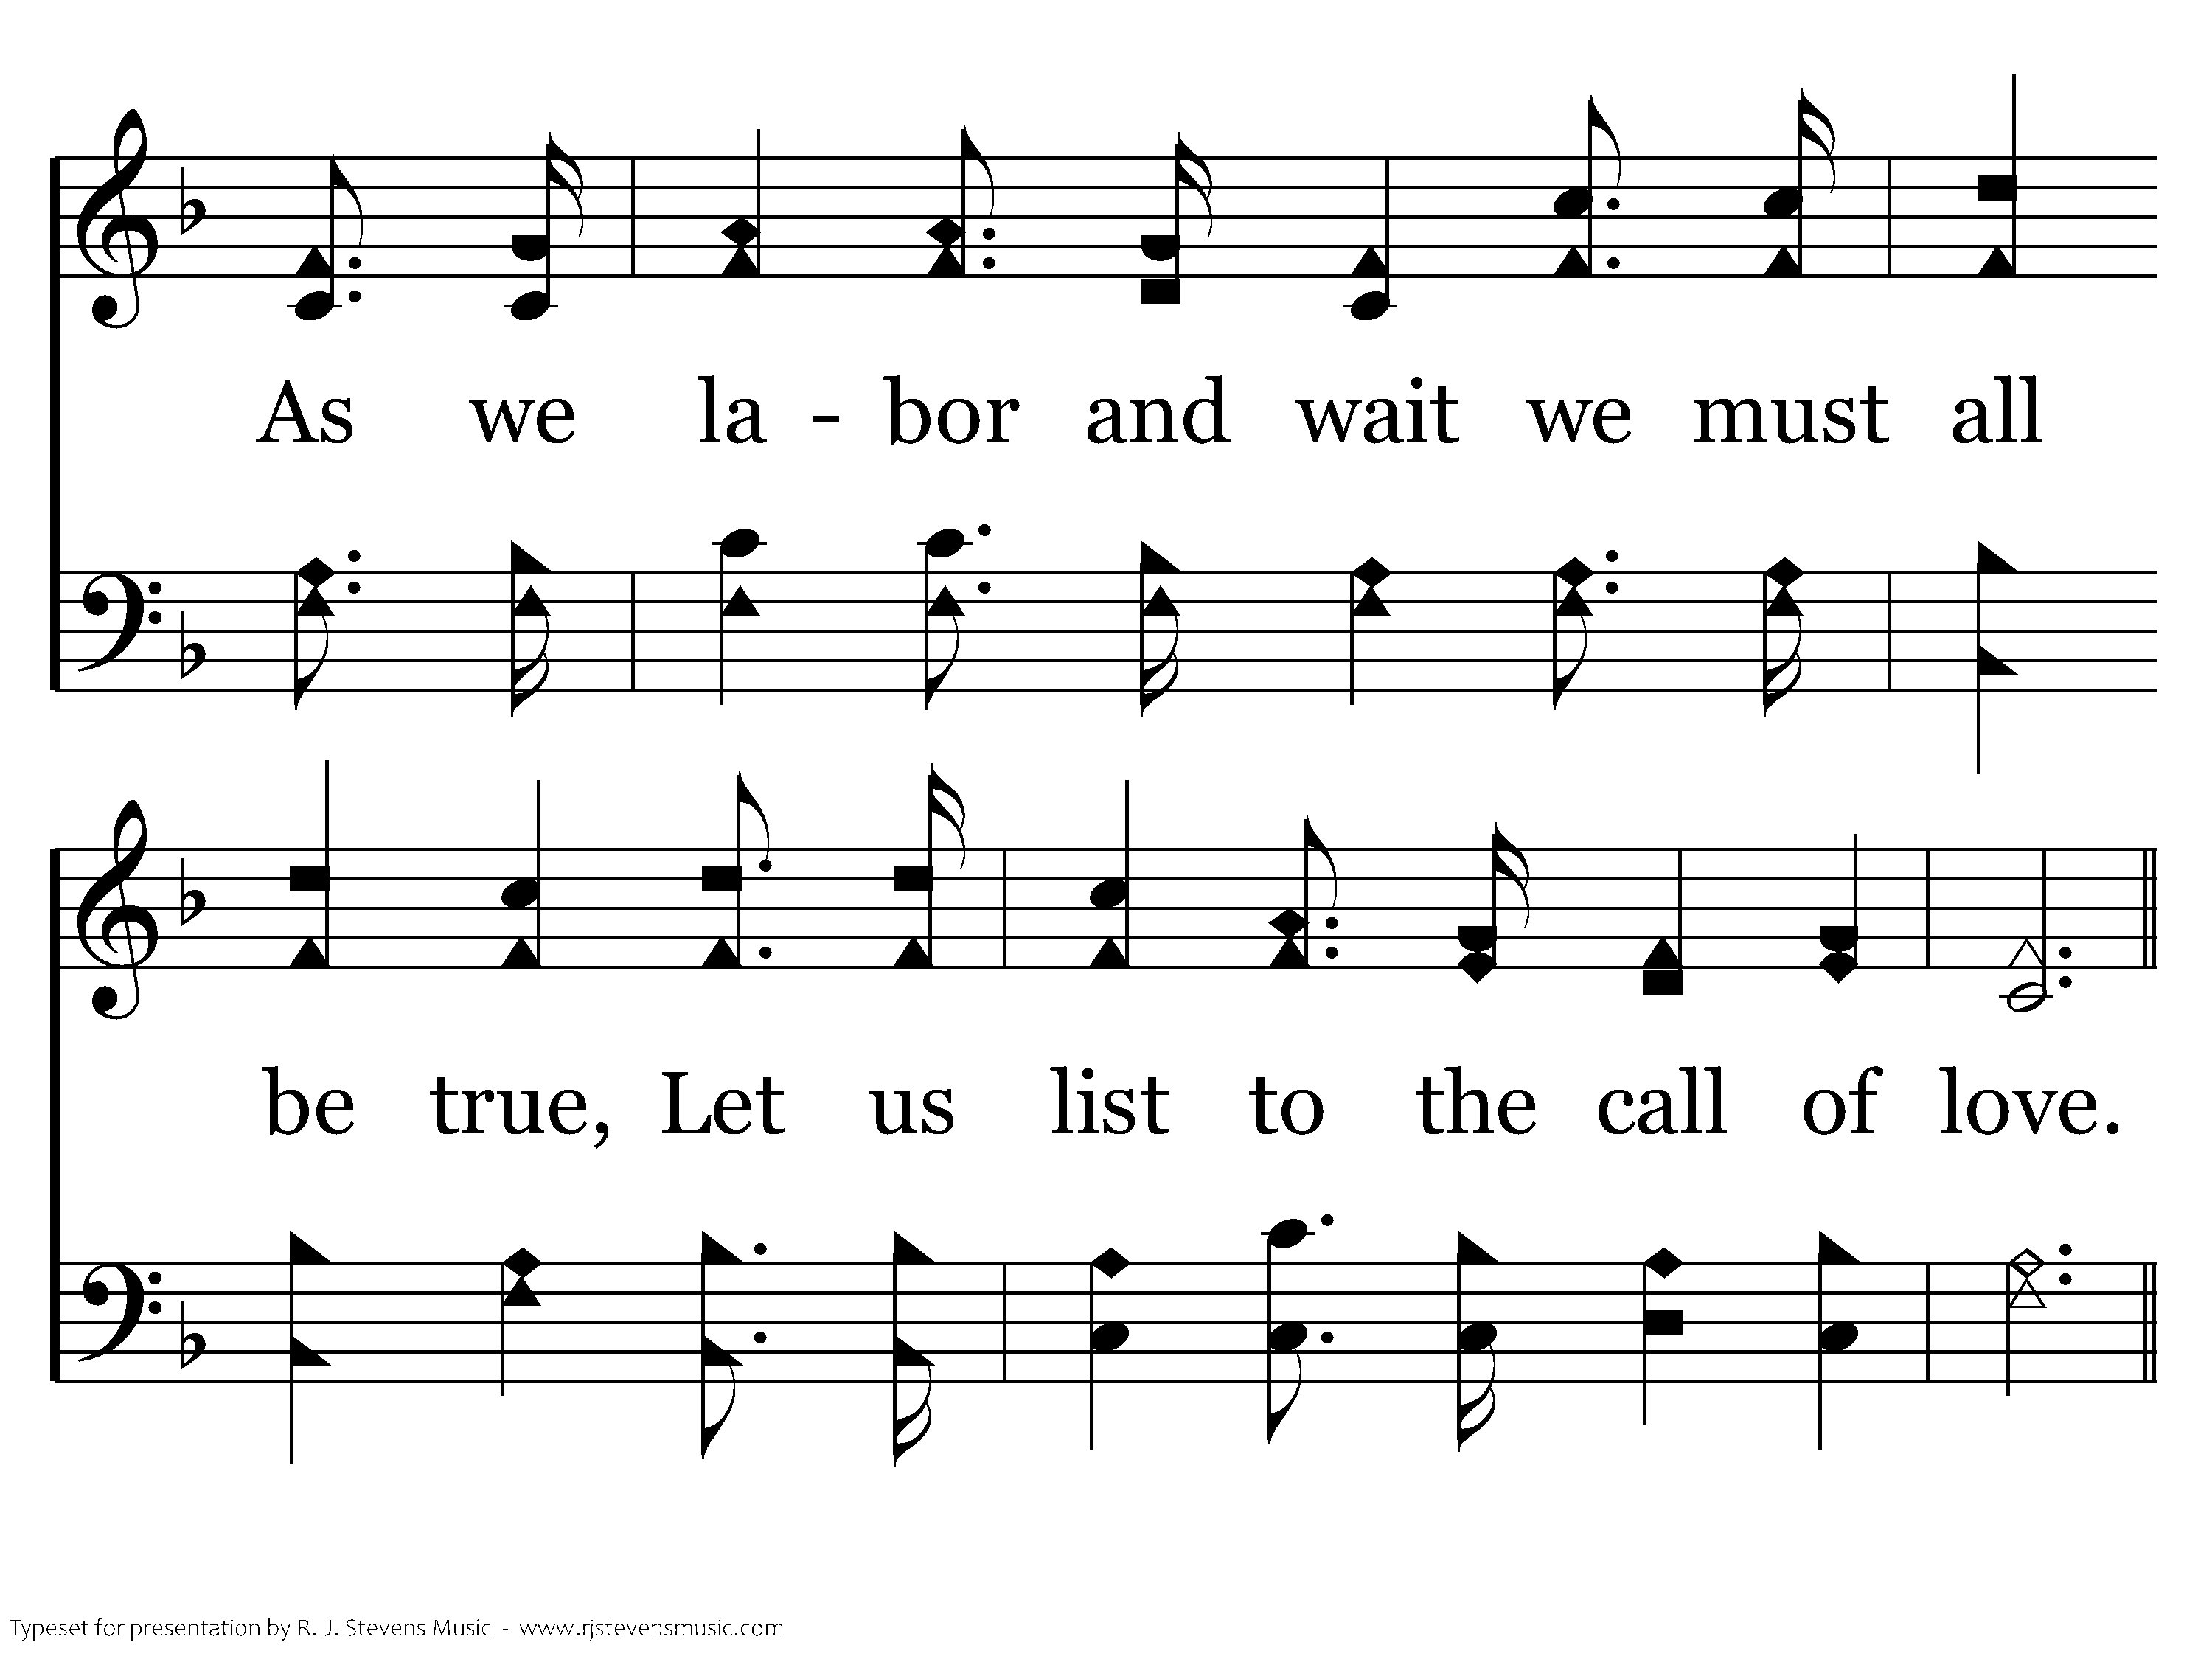 As we la - bor and wait we must all
be true, Let us list to the call of love.
Typeset for presentation by R. J. Stevens Music - www.rjstevensmusic.com